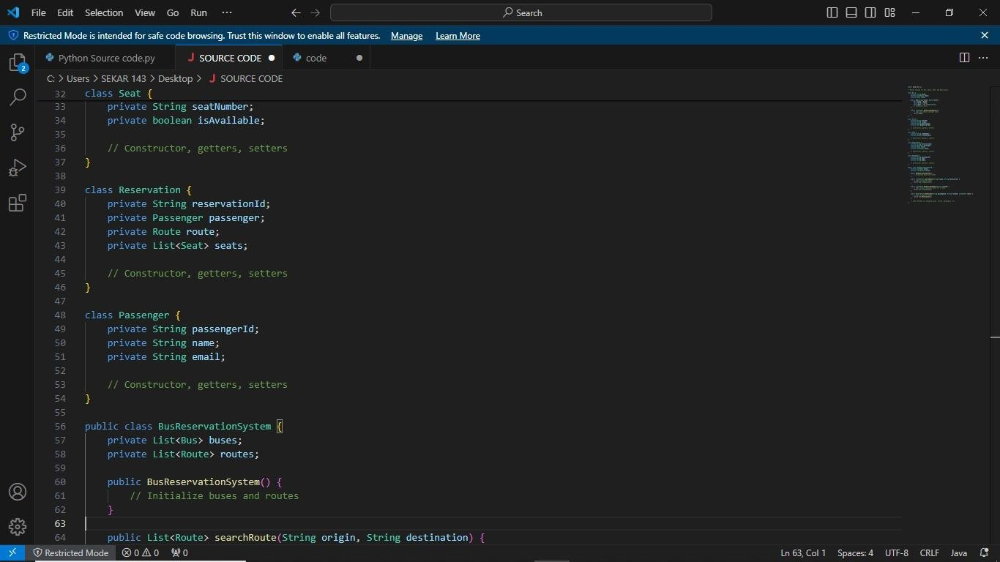 File Edit Selection View Go Run ··· Search
Restricted Mode is intended for safe code browsing. Trust this window to enable all features. Manage Learn More
2
Python Source code.py J SOURCE CODE code
C: > Users > SEKAR 143 > Desktop > J SOURCE CODE
32 class Seat {
33 private String seatNumber;
34 private boolean isAvailable;
35
36 // Constructor, getters, setters
37 }
38
39 class Reservation {
40 private String reservationId;
41 private Passenger passenger;
42 private Route route;
43 private List<Seat> seats;
44
45 // Constructor, getters, setters
46 }
47
48 class Passenger {
49 private String passengerId;
50 private String name;
51 private String email;
52
53 // Constructor, getters, setters
54 }
55
56 public class BusReservationSystem {
57 private List<Bus> buses;
58 private List<Route> routes;
59
60 public BusReservationSystem() {
61 // Initialize buses and routes
62 }
63
64 public List<Route> searchRoute(String origin, String destination) {
Restricted Mode 0 0 0 Ln 63, Col 1 Spaces: 4 UTF-8 CRLF Java